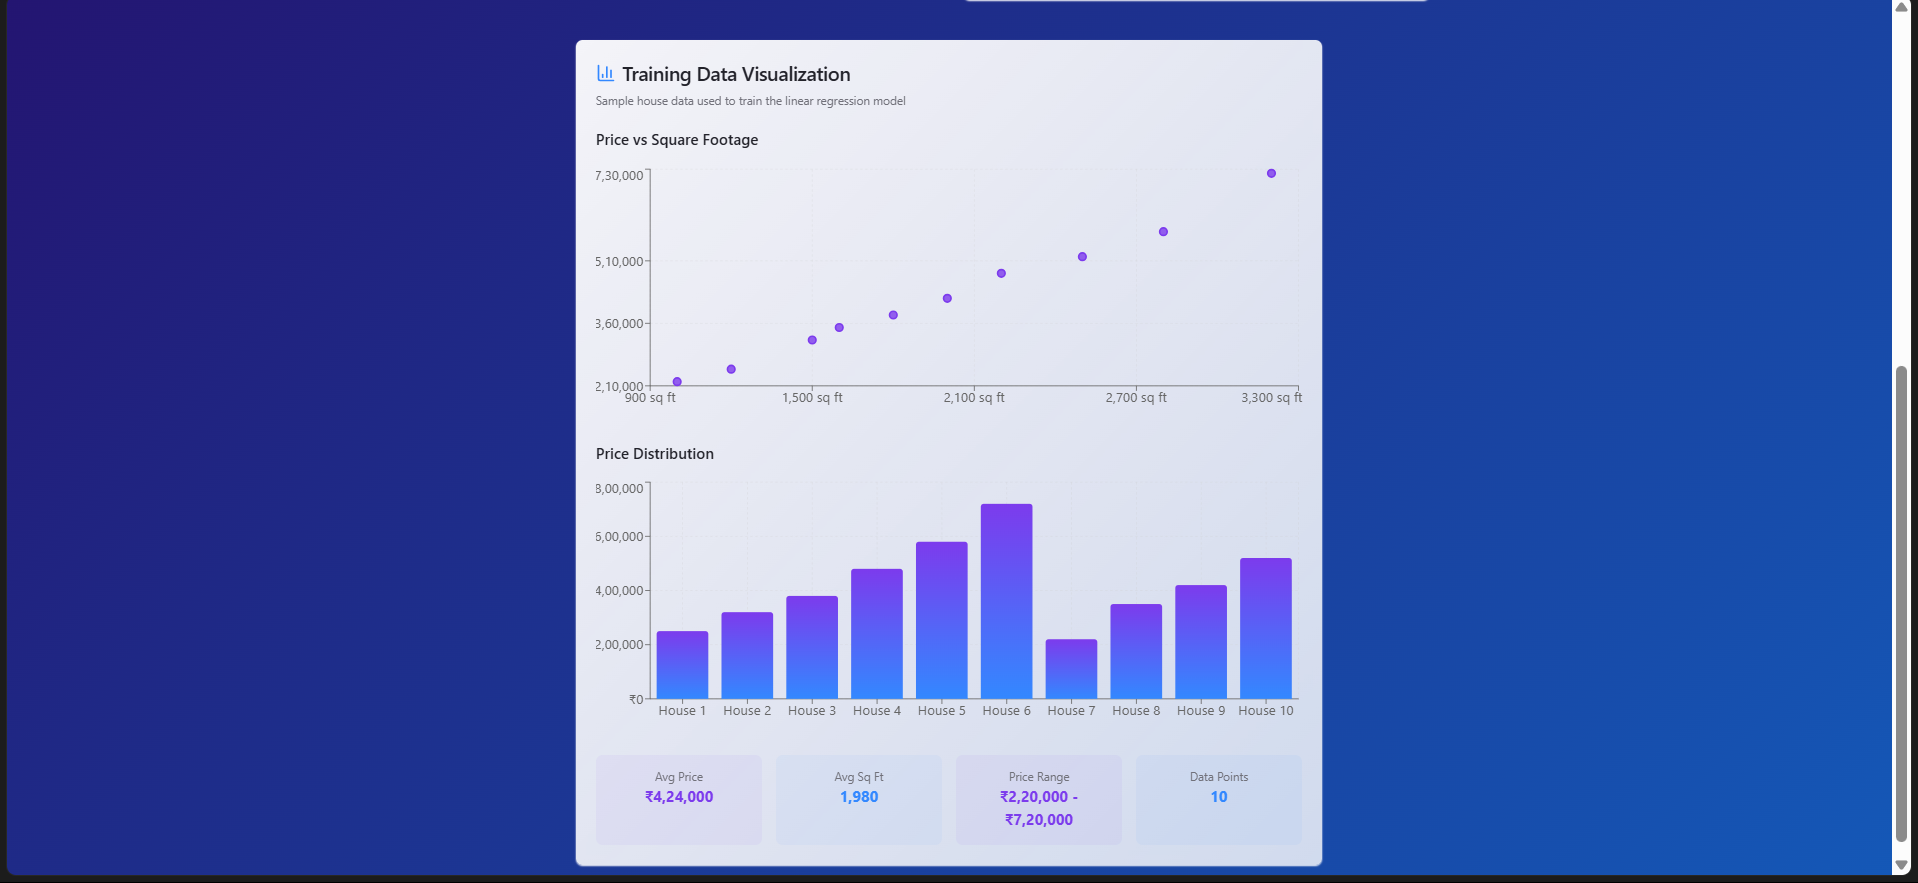 Training Data Visualization
Sample house data used to train the linear regression model
Price vs Square Footage
7,30,000
5,10,000
3,60,000
2,10,000
900 sq ft 1,500 sq ft 2,100 sq ft 2,700 sq ft 3,300 sq ft
Price Distribution
8,00,000
6,00,000
4,00,000
2,00,000
₹0
House 1 House 2 House 3 House 4 House 5 House 6 House 7 House 8 House 9 House 10
Avg Price
₹4,24,000
Avg Sq Ft
1,980
Price Range
₹2,20,000 -
₹7,20,000
Data Points
10